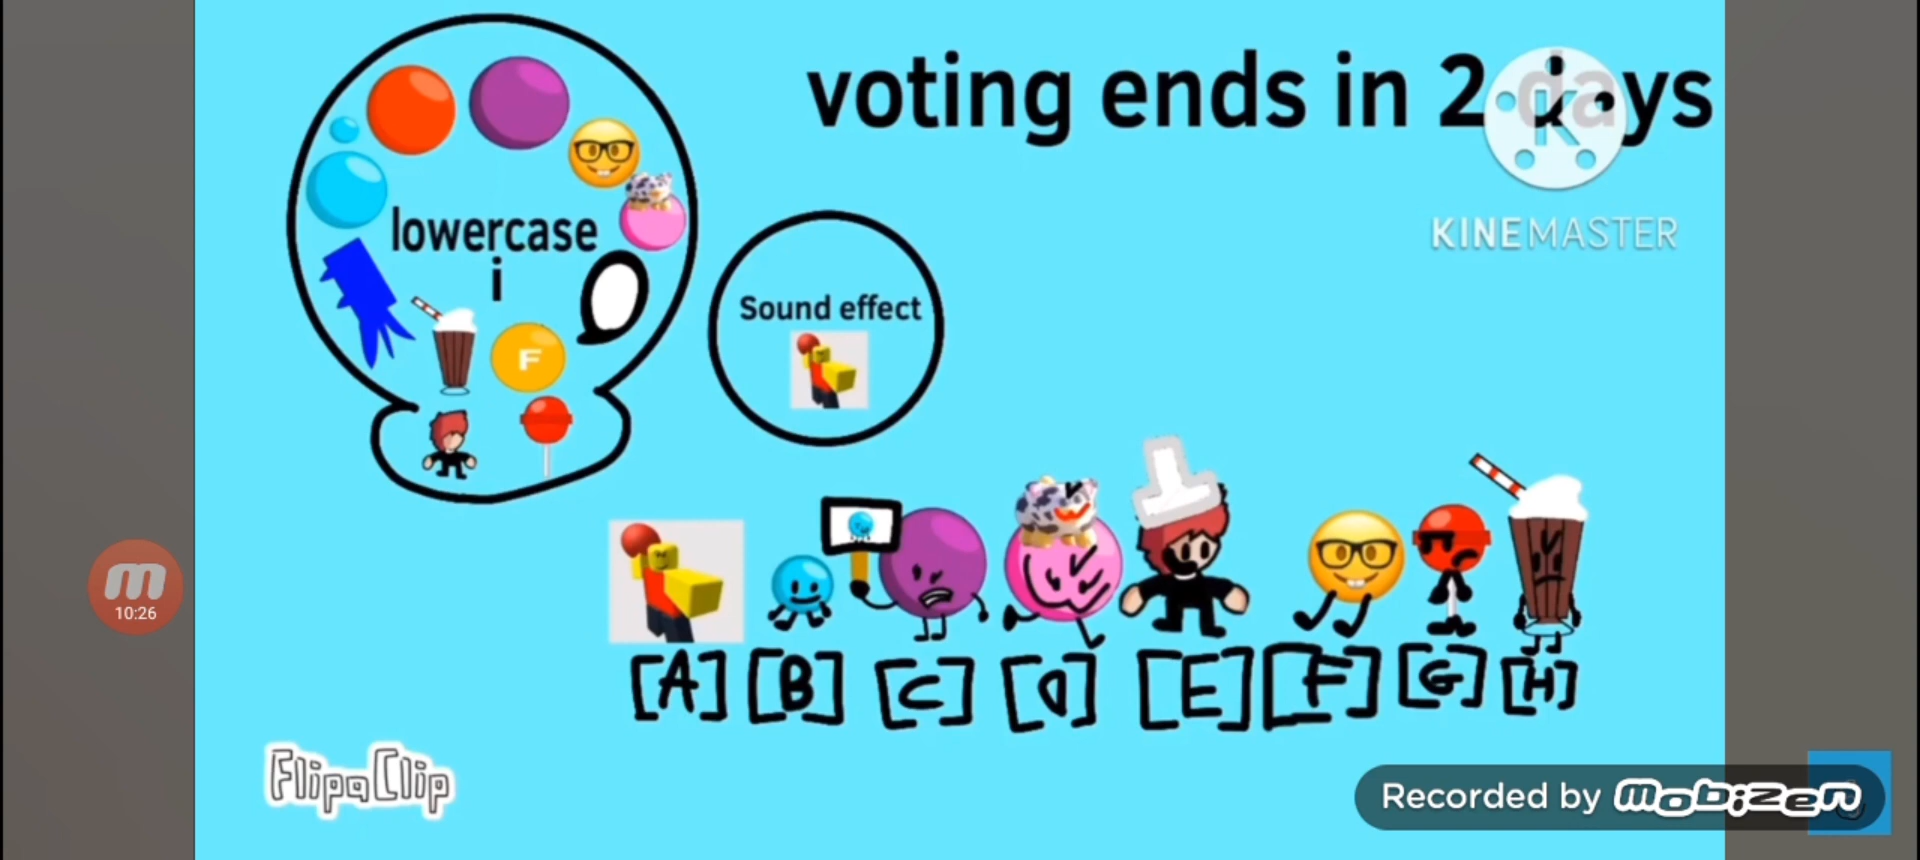 voting ends in 2 days
KINEMASTER
lowercase
i
Sound effect
F
[A] [B] [C] [D] [E] [F] [G] [H]
10:26
FlipaClip
Recorded by mobizen